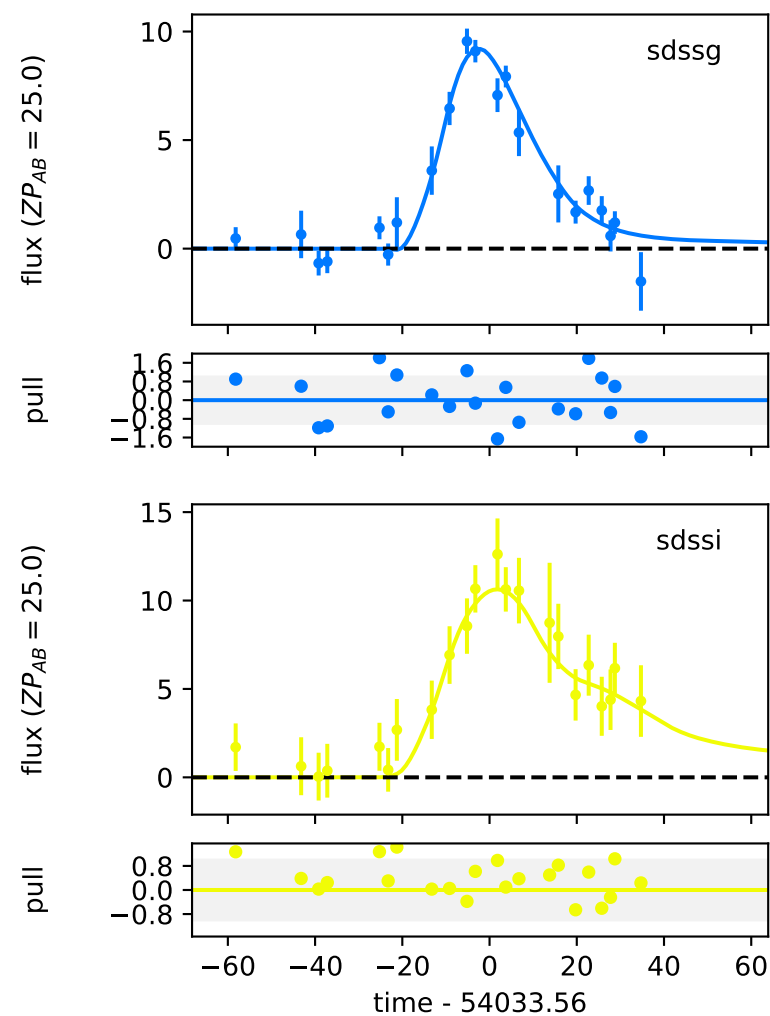 sdssg
flux (ZP_AB = 25.0)
10
5
0
pull
1.6
0.8
0.0
−0.8
−1.6
sdssi
flux (ZP_AB = 25.0)
15
10
5
0
pull
0.8
0.0
−0.8
−60 −40 −20 0 20 40 60
time - 54033.56